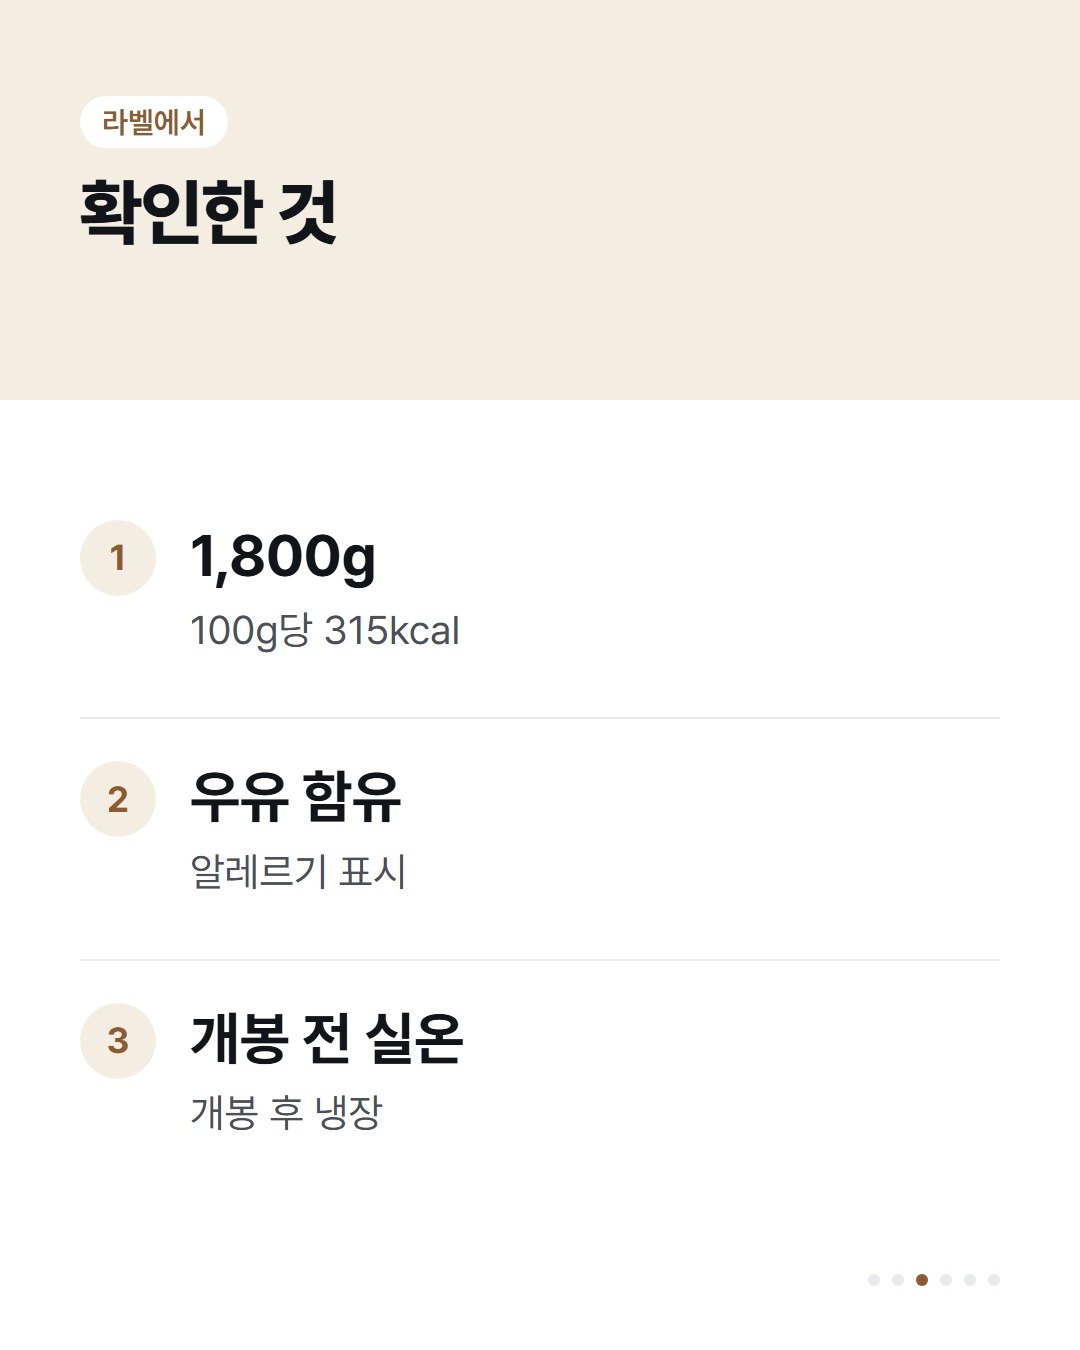 라벨에서
확인한 것
1
1,800g
100g당 315kcal
2
우유 함유
알레르기 표시
3
개봉 전 실온
개봉 후 냉장